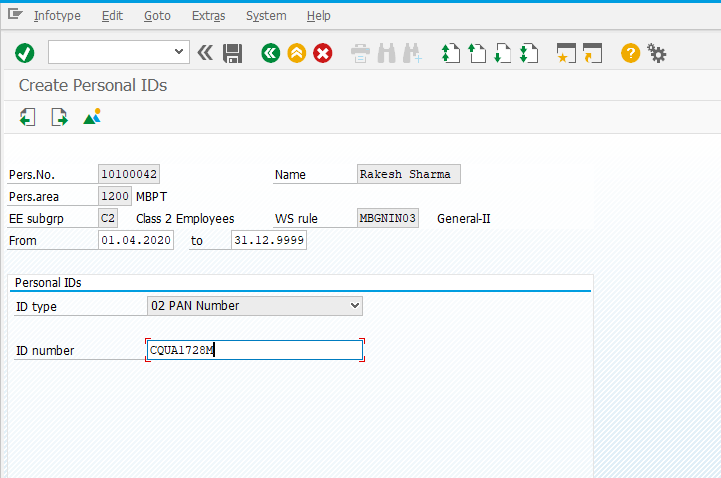 Infotype Edit Goto Extras System Help
Create Personal IDs
Pers.No. 10100042 Name Rakesh Sharma
Pers.area 1200 MBPT
EE subgrp C2 Class 2 Employees WS rule MBGNIN03 General-II
From 01.04.2020 to 31.12.9999
Personal IDs
ID type 02 PAN Number
ID number CQUA1728M